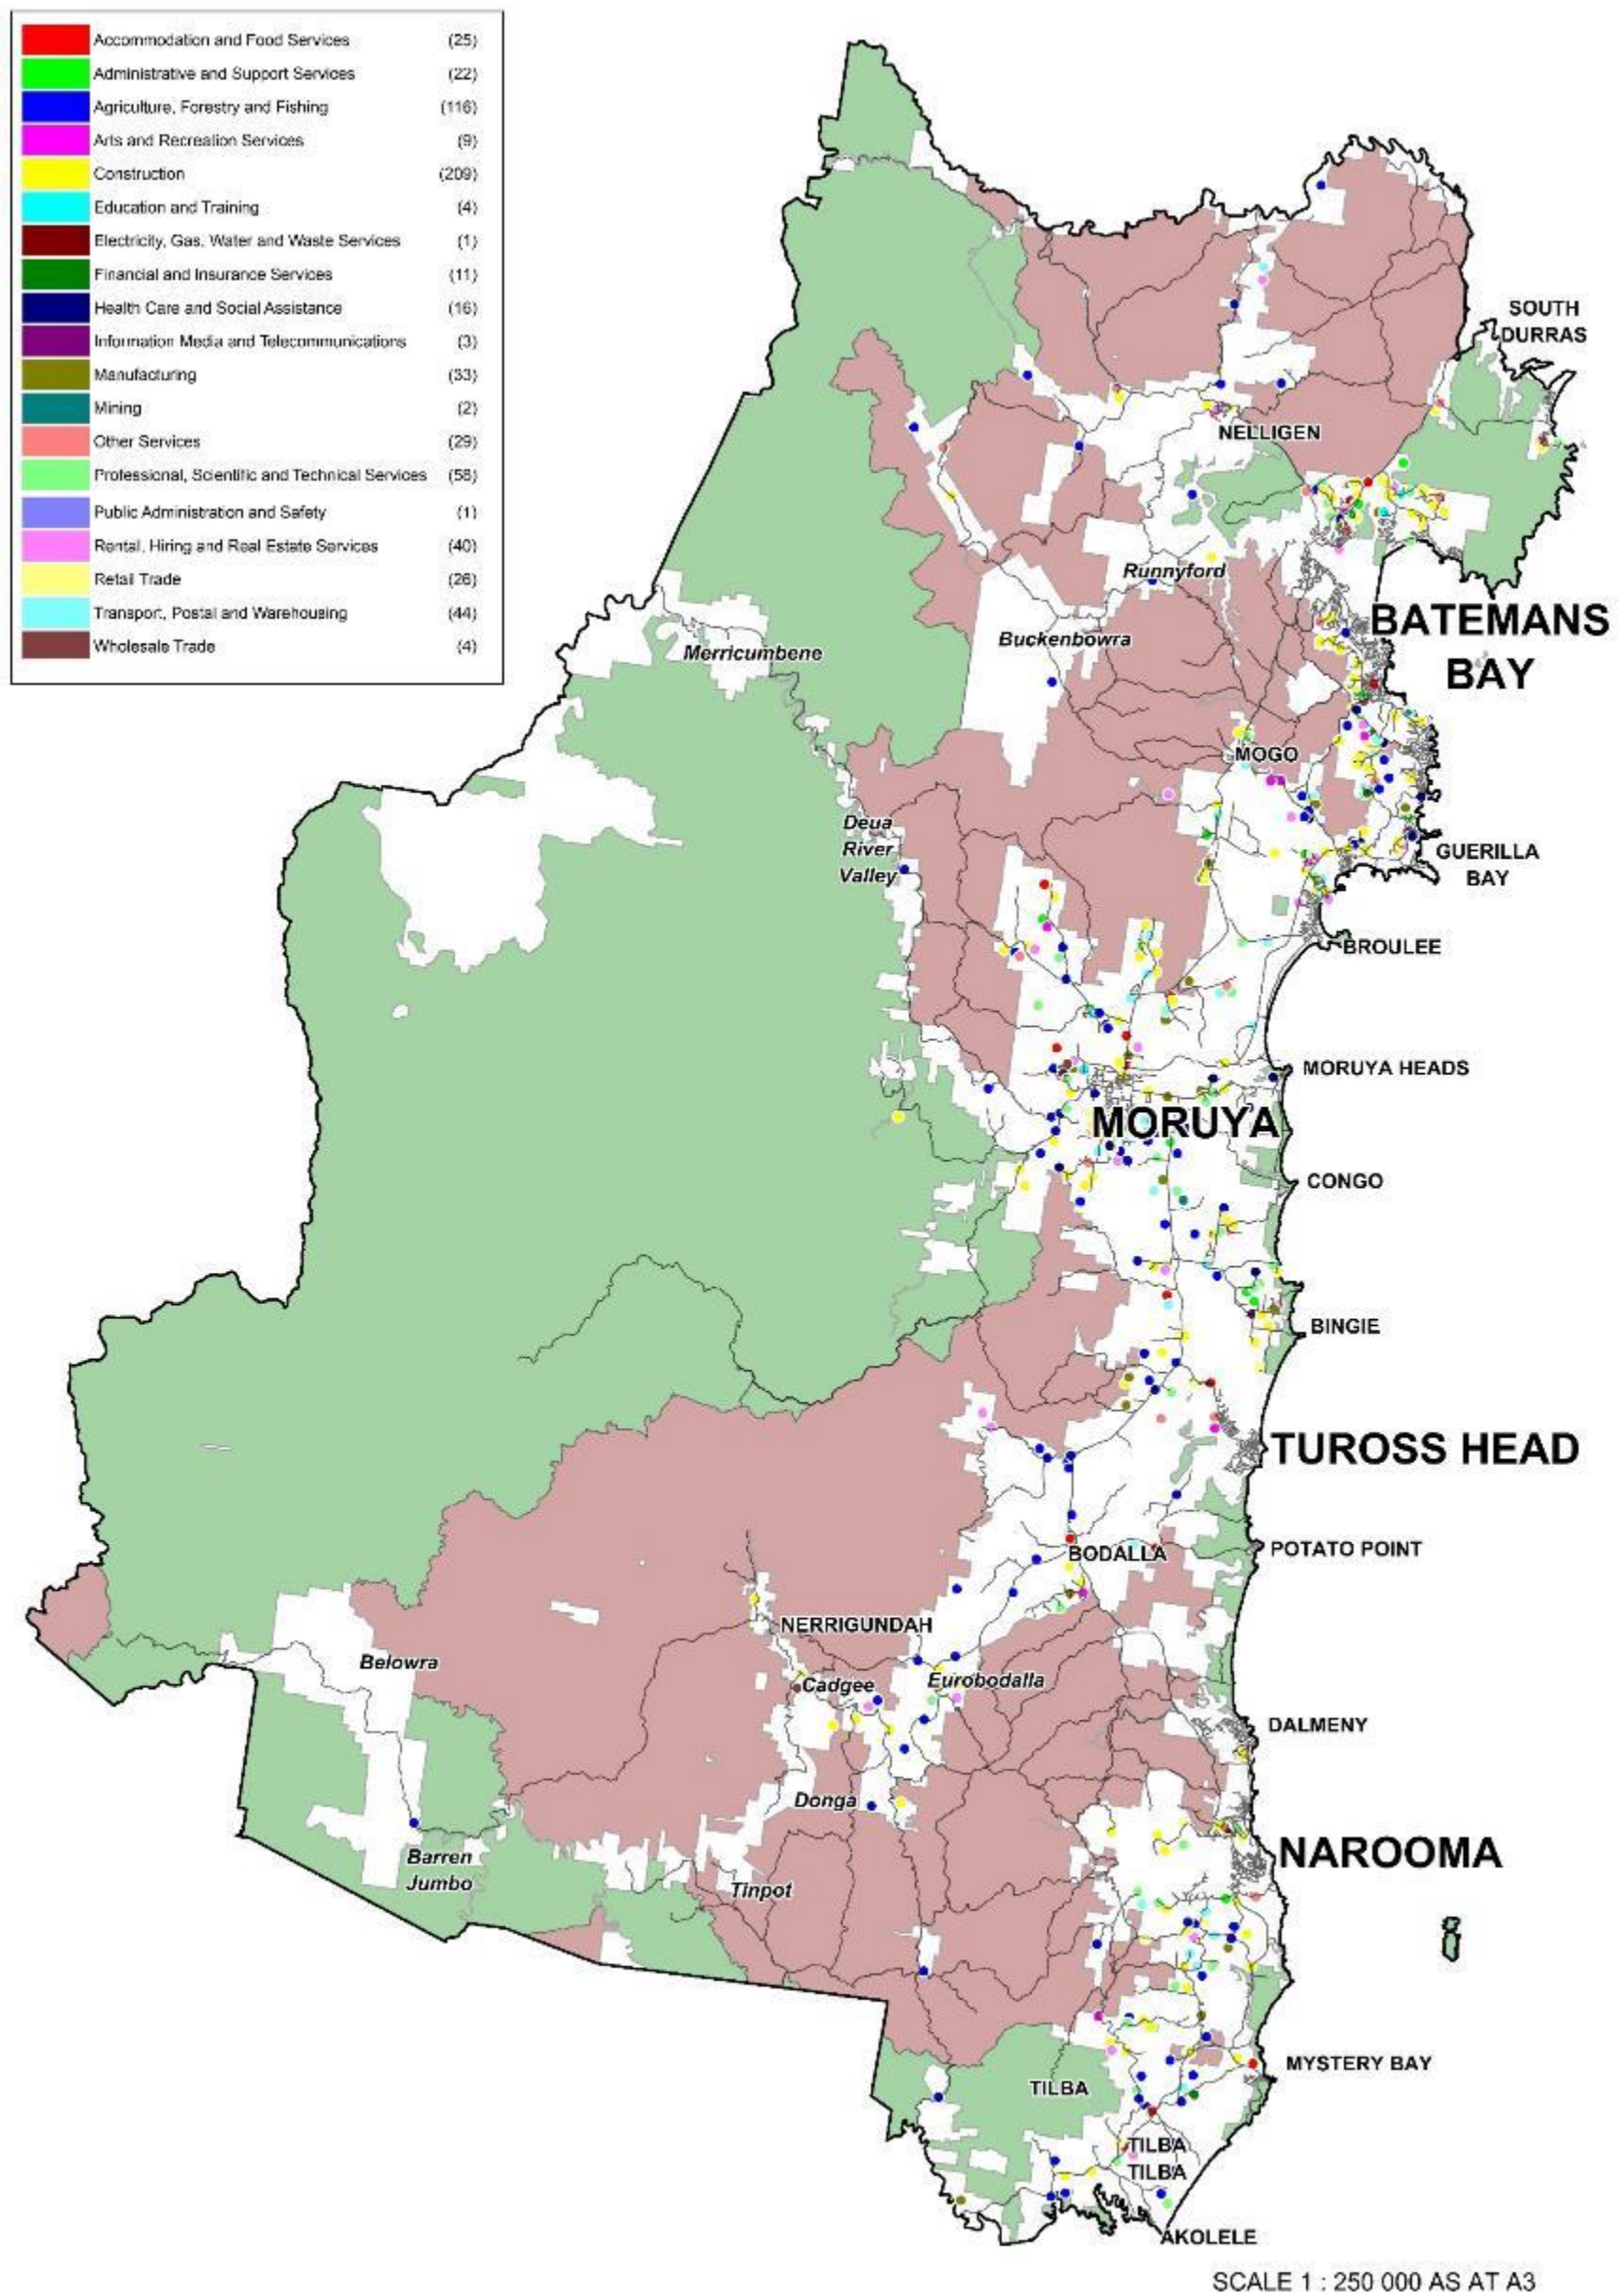 Accommodation and Food Services (25)
Administrative and Support Services (22)
Agriculture, Forestry and Fishing (116)
Arts and Recreation Services (9)
Construction (209)
Education and Training (4)
Electricity, Gas, Water and Waste Services (1)
Financial and Insurance Services (11)
Health Care and Social Assistance (16)
Information Media and Telecommunications (3)
Manufacturing (33)
Mining (2)
Other Services (29)
Professional, Scientific and Technical Services (58)
Public Administration and Safety (1)
Rental, Hiring and Real Estate Services (40)
Retail Trade (26)
Transport, Postal and Warehousing (44)
Wholesale Trade (4)
SOUTH
DURRAS
NELLIGEN
Runnyford
BATEMANS
BAY
Buckenbowra
Merricumbene
MOGO
Deua
River
Valley
GUERILLA
BAY
BROULEE
MORUYA HEADS
MORUYA
CONGO
BINGIE
TUROSS HEAD
BODALLA
POTATO POINT
NERRIGUNDAH
Belowra
Cadgee
Eurobodalla
DALMENY
Donga
NAROOMA
Barren
Jumbo
Tinpot
MYSTERY BAY
TILBA
TILBA
TILBA
AKOLELE
SCALE 1 : 250 000 AS AT A3